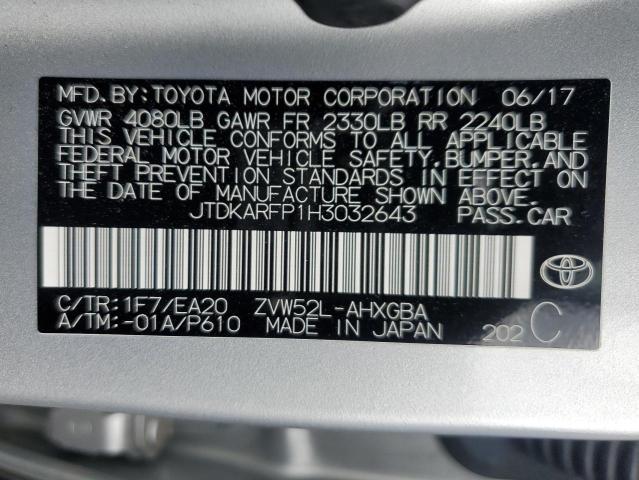 MFD. BY: TOYOTA MOTOR CORPORATION 06/17
GVWR 4080LB GAWR FR 2330LB RR 2240LB
THIS VEHICLE CONFORMS TO ALL APPLICABLE
FEDERAL MOTOR VEHICLE SAFETY, BUMPER, AND
THEFT PREVENTION STANDARDS IN EFFECT ON
THE DATE OF MANUFACTURE SHOWN ABOVE.
JTDKARFP1H3032643 PASS.CAR
C/TR: 1F7/EA20 ZVW52L-AHXGBA
A/TM: -01A/P610 MADE IN JAPAN 202 C